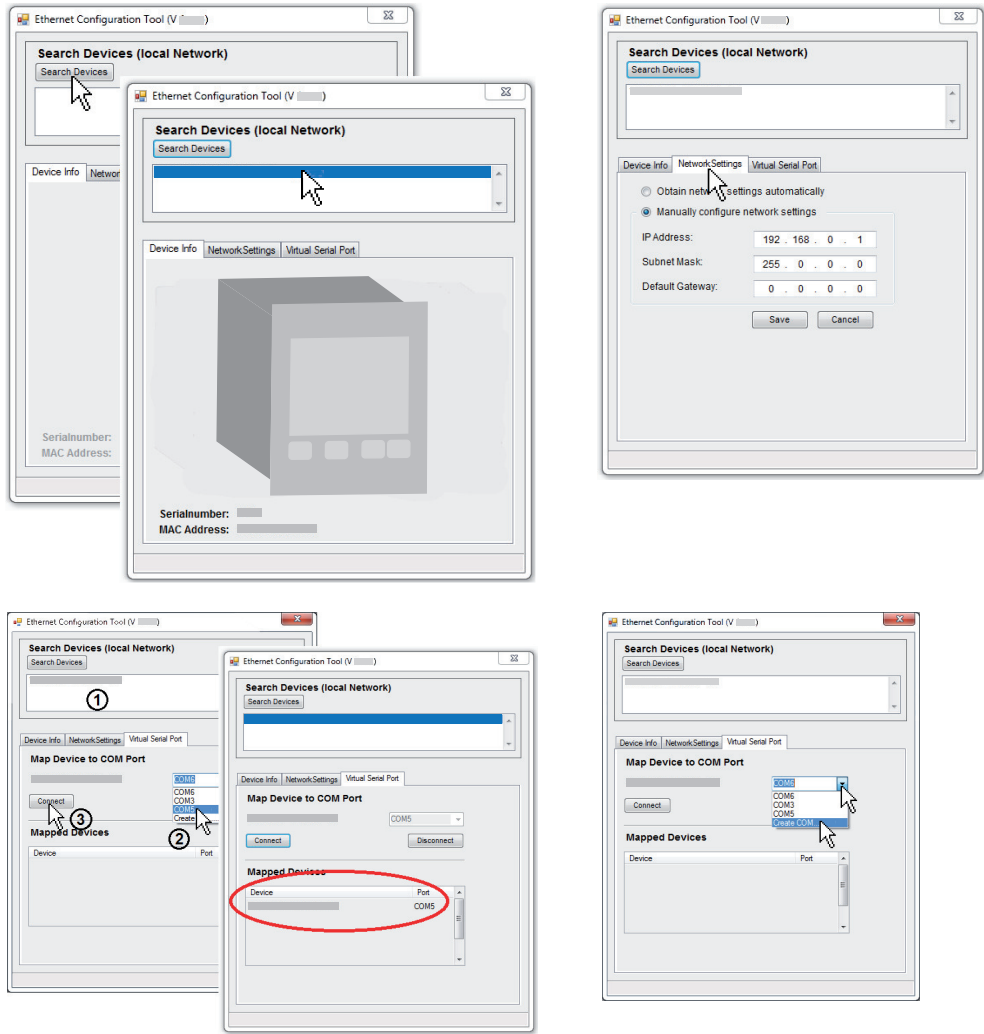 Ethernet Configuration Tool (V )
Search Devices (local Network)
Search Devices
Device Info Networ
Serialnumber:
MAC Address:
Ethernet Configuration Tool (V )
Search Devices (local Network)
Search Devices
Device Info NetworkSettings Virtual Serial Port
Serialnumber:
MAC Address:
Ethernet Configuration Tool (V )
Search Devices (local Network)
Search Devices
Device Info NetworkSettings Virtual Serial Port
Obtain network settings automatically
Manually configure network settings
IP Address: 192 . 168 . 0 . 1
Subnet Mask: 255 . 0 . 0 . 0
Default Gateway: 0 . 0 . 0 . 0
Save Cancel
Ethernet Configuration Tool (V )
Search Devices (local Network)
Search Devices
1
Device Info NetworkSettings Virtual Serial Port
Map Device to COM Port
COM6
COM6
Connect COM3
COM5
3 Create
2
Mapped Devices
Device Port
Ethernet Configuration Tool (V )
Search Devices (local Network)
Search Devices
Device Info NetworkSettings Virtual Serial Port
Map Device to COM Port
COM5
Connect Disconnect
Mapped Devices
Device Port
COM5
Ethernet Configuration Tool (V )
Search Devices (local Network)
Search Devices
Device Info NetworkSettings Virtual Serial Port
Map Device to COM Port
COM6
COM6
Connect COM3
COM5
Create COM
Mapped Devices
Device Port